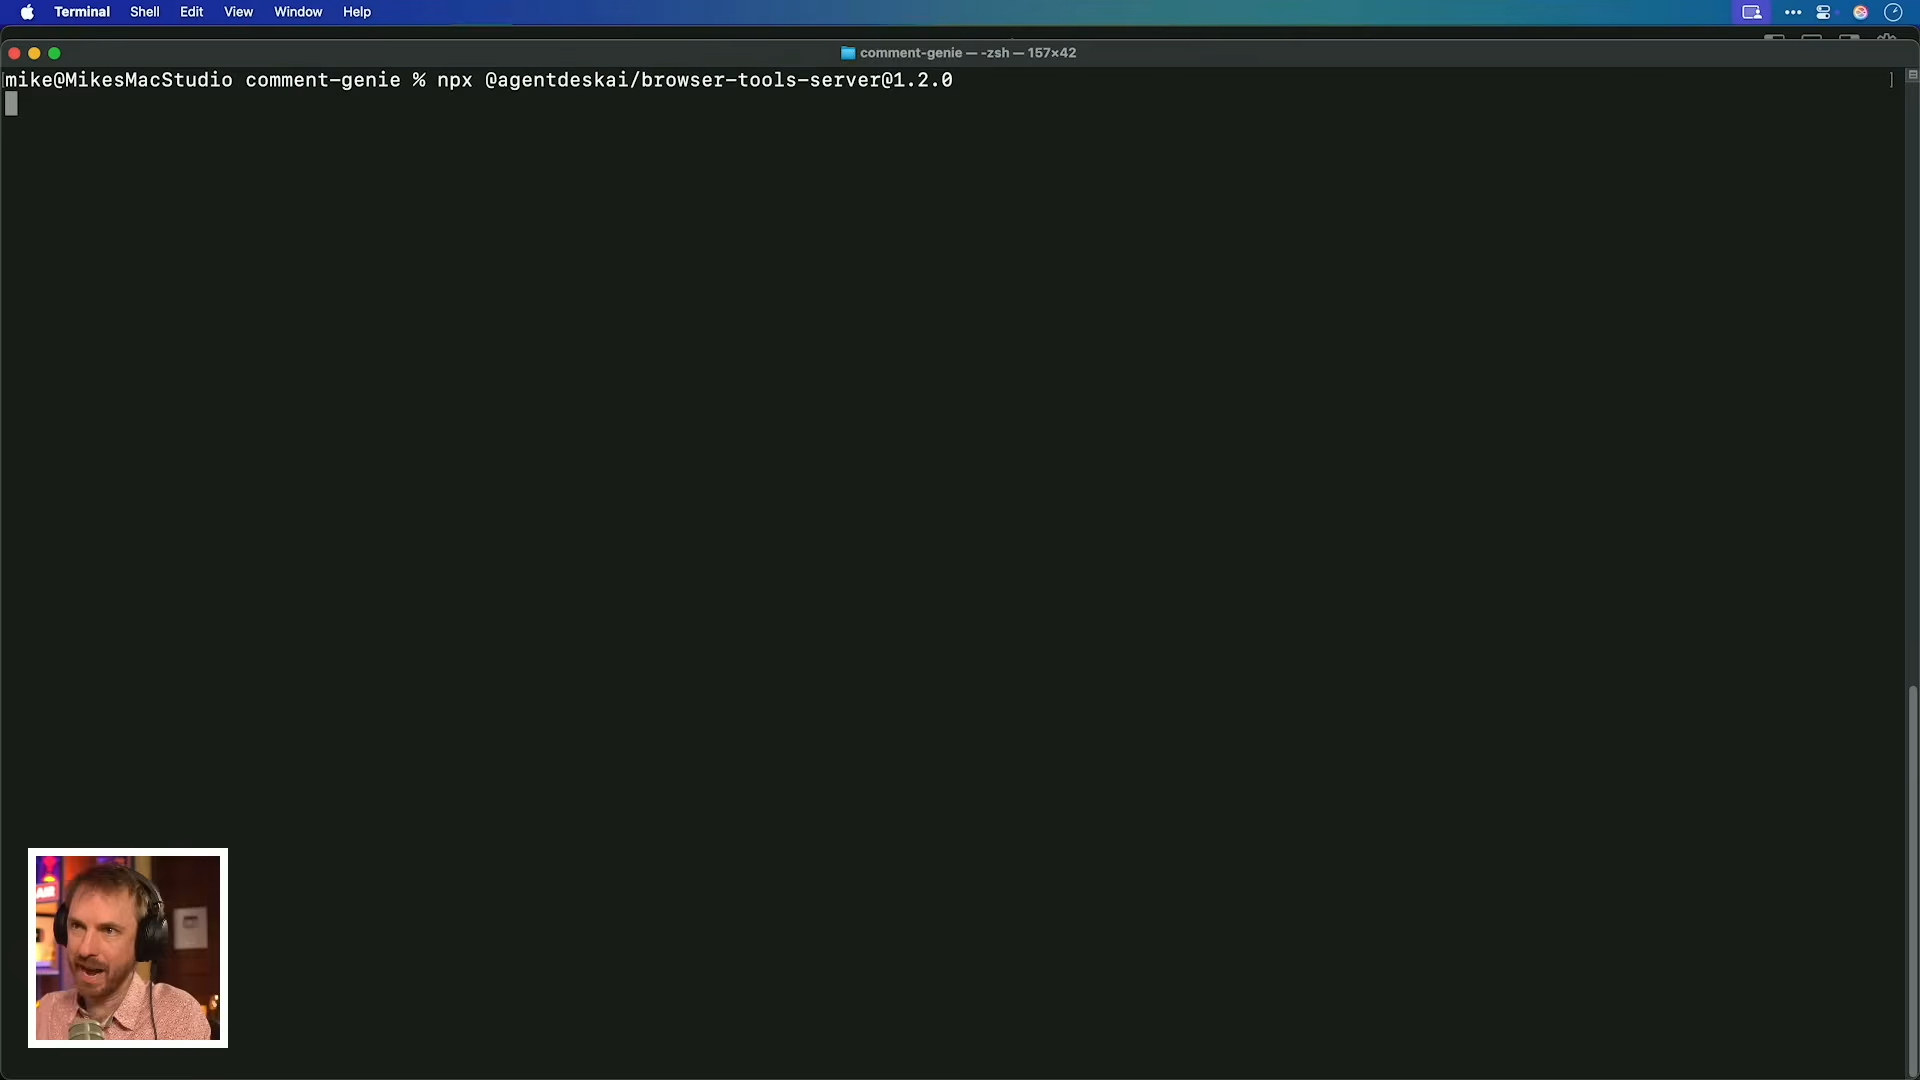 Terminal Shell Edit View Window Help
comment-genie — -zsh — 157×42
mike@MikesMacStudio comment-genie % npx @agentdeskai/browser-tools-server@1.2.0